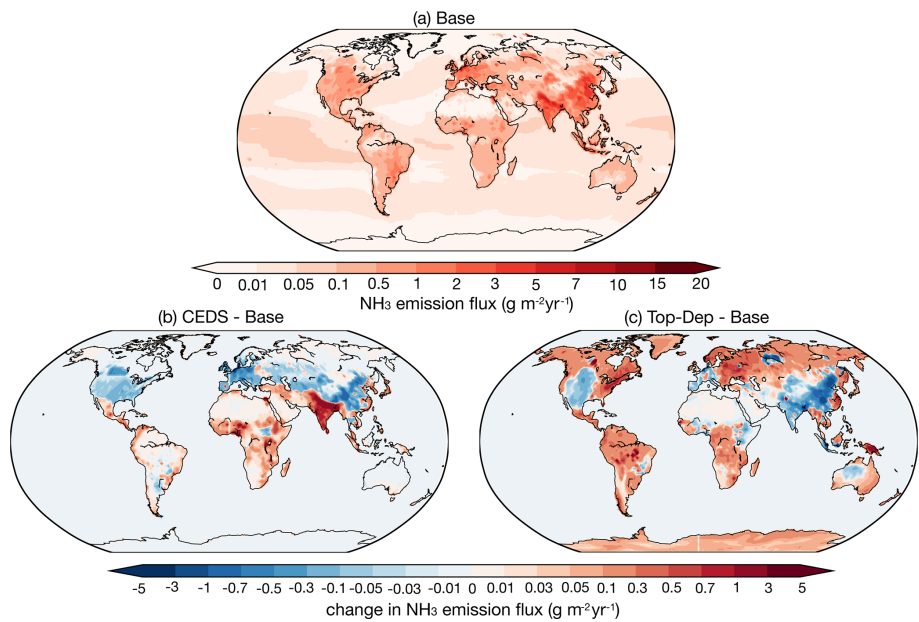 (a) Base
0 0.01 0.05 0.1 0.5 1 2 3 5 7 10 15 20
NH₃ emission flux (g m⁻²yr⁻¹)
(b) CEDS - Base
(c) Top-Dep - Base
-5 -3 -1 -0.7 -0.5 -0.3 -0.1 -0.05 -0.03 -0.01 0 0.01 0.03 0.05 0.1 0.3 0.5 0.7 1 3 5
change in NH₃ emission flux (g m⁻²yr⁻¹)